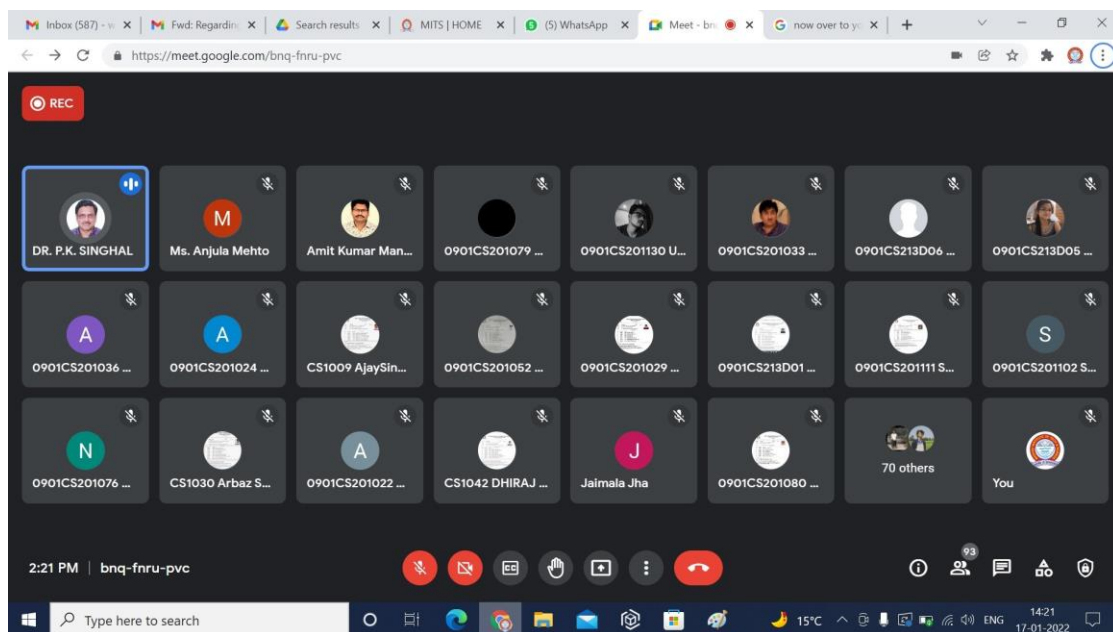 Inbox (587) - w
Fwd: Regarding
Search results
MITS | HOME
(5) WhatsApp
Meet - bnq
now over to yo
https://meet.google.com/bnq-fnru-pvc
REC
DR. P.K. SINGHAL
M
Ms. Anjula Mehto
Amit Kumar Man...
0901CS201079 ...
0901CS201130 U...
0901CS201033 ...
0901CS213D06 ...
0901CS213D05 ...
A
0901CS201036 ...
A
0901CS201024 ...
CS1009 AjaySin...
0901CS201052 ...
0901CS201029 ...
0901CS213D01 ...
0901CS201111 S...
S
0901CS201102 S...
N
0901CS201076 ...
CS1030 Arbaz S...
A
0901CS201022 ...
CS1042 DHIRAJ ...
J
Jaimala Jha
0901CS201080 ...
70 others
You
2:21 PM | bnq-fnru-pvc
CC
93
Type here to search
15°C
ENG
14:21
17-01-2022